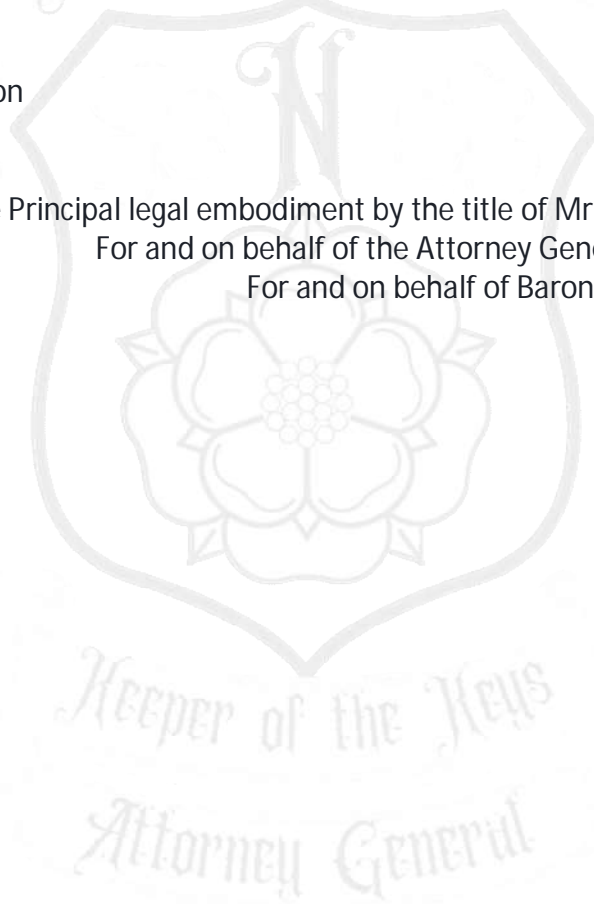 on
Principal legal embodiment by the title of Mr
For and on behalf of the Attorney Gen
For and on behalf of Baron
N
Keeper of the Keys
Attorney General